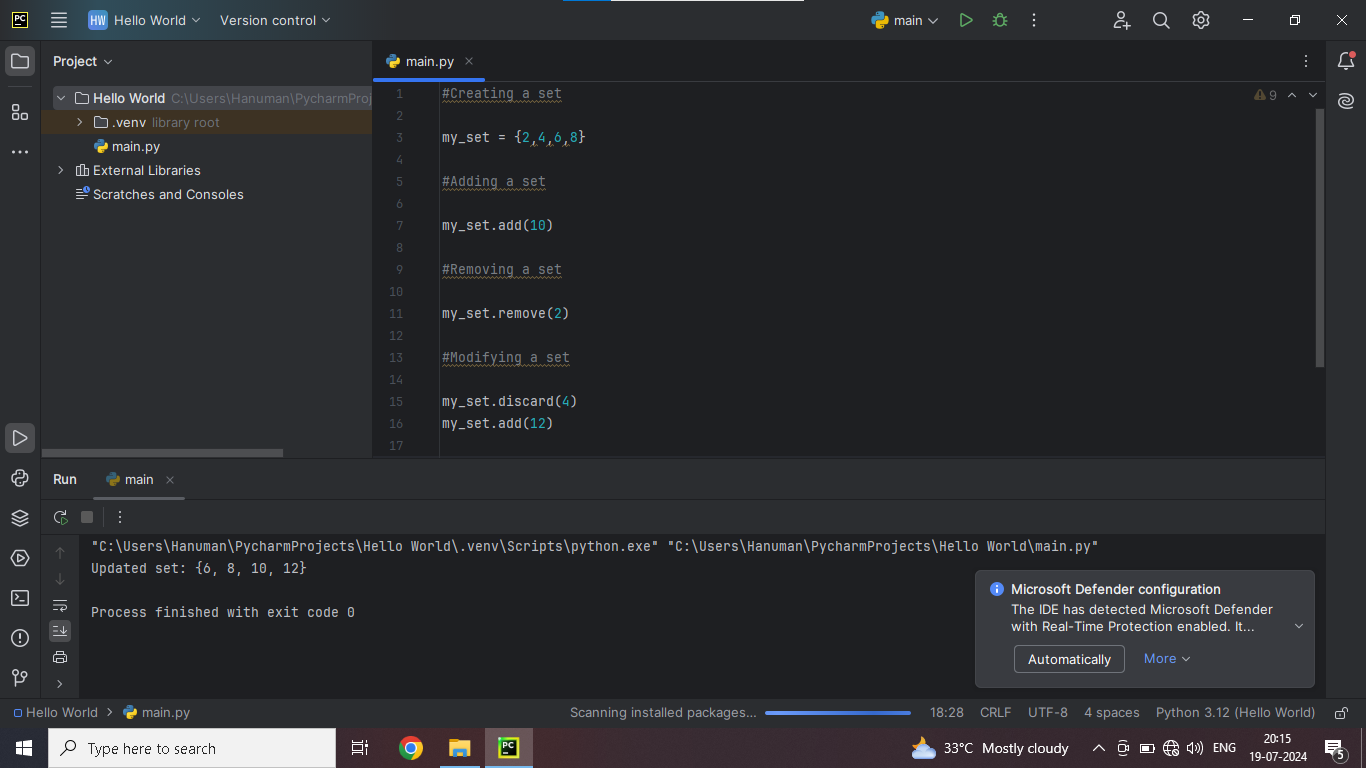 PC
HW Hello World Version control main
Project main.py
Hello World C:\Users\Hanuman\PycharmProj
.venv library root
main.py
External Libraries
Scratches and Consoles
9
1 #Creating a set
2
3 my_set = {2,4,6,8}
4
5 #Adding a set
6
7 my_set.add(10)
8
9 #Removing a set
10
11 my_set.remove(2)
12
13 #Modifying a set
14
15 my_set.discard(4)
16 my_set.add(12)
17
Run main
"C:\Users\Hanuman\PycharmProjects\Hello World\.venv\Scripts\python.exe" "C:\Users\Hanuman\PycharmProjects\Hello World\main.py"
Updated set: {6, 8, 10, 12}
Process finished with exit code 0
Microsoft Defender configuration
The IDE has detected Microsoft Defender
with Real-Time Protection enabled. It...
Automatically More
Hello World main.py Scanning installed packages... 18:28 CRLF UTF-8 4 spaces Python 3.12 (Hello World)
Type here to search PC 33°C Mostly cloudy ENG 20:15
19-07-2024 5